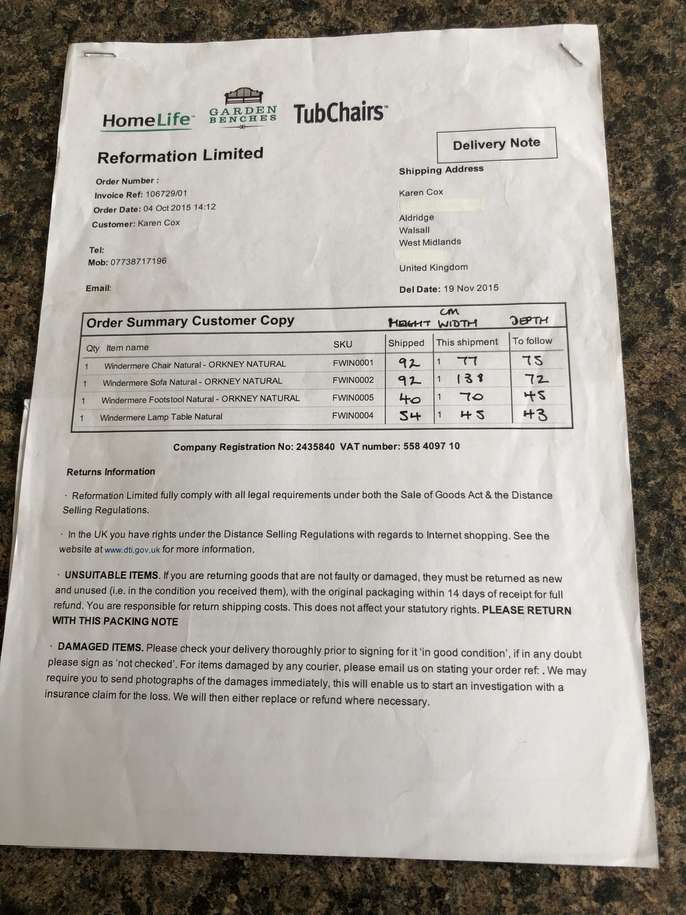 HomeLife™
GARDEN
BENCHES
TubChairs™
Reformation Limited
Delivery Note
Order Number :
Invoice Ref: 106729/01
Order Date: 04 Oct 2015 14:12
Customer: Karen Cox
Tel:
Mob: 07738717196
Email:
Shipping Address
Karen Cox
Aldridge
Walsall
West Midlands
United Kingdom
Del Date: 19 Nov 2015
Order Summary Customer Copy
CM
HEIGHT WIDTH DEPTH
Qty Item name SKU Shipped This shipment To follow
1 Windermere Chair Natural - ORKNEY NATURAL FWIN0001 92 1 77 75
1 Windermere Sofa Natural - ORKNEY NATURAL FWIN0002 92 1 138 72
1 Windermere Footstool Natural - ORKNEY NATURAL FWIN0005 40 1 70 45
1 Windermere Lamp Table Natural FWIN0004 54 1 45 43
Company Registration No: 2435840 VAT number: 558 4097 10
Returns Information
· Reformation Limited fully comply with all legal requirements under both the Sale of Goods Act & the Distance
Selling Regulations.
· In the UK you have rights under the Distance Selling Regulations with regards to Internet shopping. See the
website at www.dti.gov.uk for more information.
· UNSUITABLE ITEMS. If you are returning goods that are not faulty or damaged, they must be returned as new
and unused (i.e. in the condition you received them), with the original packaging within 14 days of receipt for full
refund. You are responsible for return shipping costs. This does not affect your statutory rights. PLEASE RETURN
WITH THIS PACKING NOTE
· DAMAGED ITEMS. Please check your delivery thoroughly prior to signing for it 'in good condition', if in any doubt
please sign as 'not checked'. For items damaged by any courier, please email us on stating your order ref: . We may
require you to send photographs of the damages immediately, this will enable us to start an investigation with a
insurance claim for the loss. We will then either replace or refund where necessary.